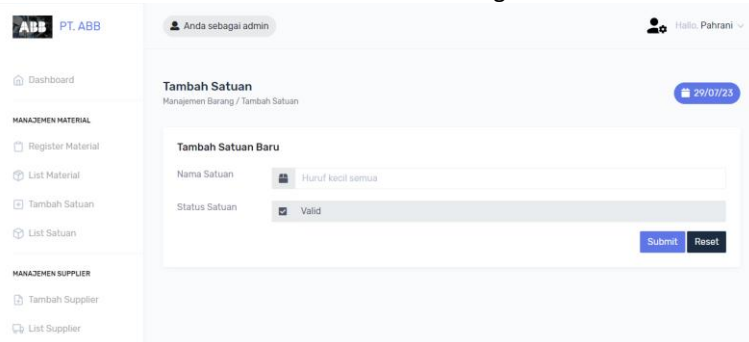 ABB PT. ABB
Anda sebagai admin
Hallo, Pahrani
Dashboard
MANAJEMEN MATERIAL
Register Material
List Material
Tambah Satuan
List Satuan
MANAJEMEN SUPPLIER
Tambah Supplier
List Supplier
Tambah Satuan
Manajemen Barang / Tambah Satuan
29/07/23
Tambah Satuan Baru
Nama Satuan
Huruf kecil semua
Status Satuan
Valid
Submit
Reset